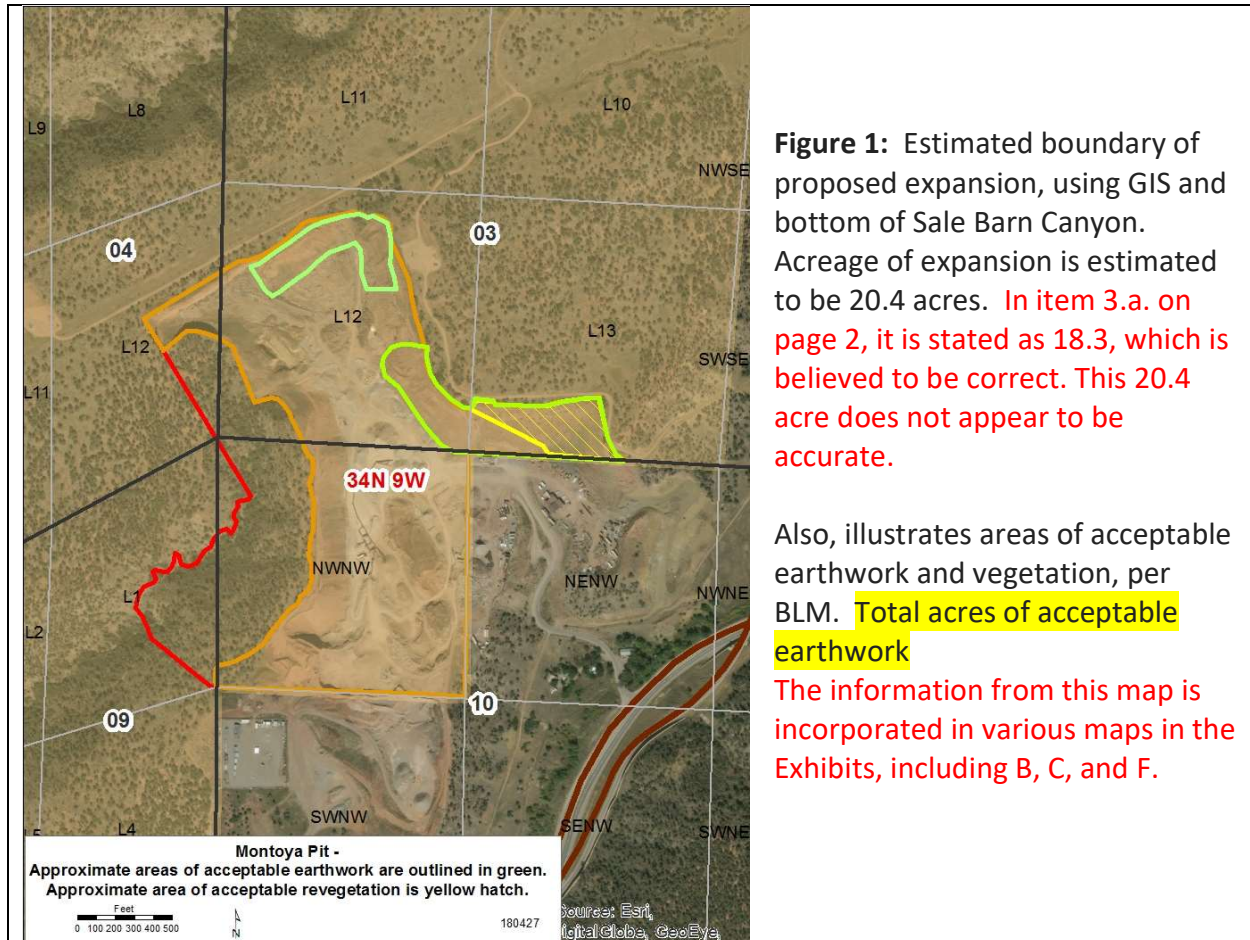 L11
L10
L8
L9
NWSE
04
03
L12
L13
L12
SWSE
L11
34N 9W
NWNW
NENW
NWNE
L1
L2
10
09
SWNW
SENW
SWNE
L4
Montoya Pit -
Approximate areas of acceptable earthwork are outlined in green.
Approximate area of acceptable revegetation is yellow hatch.
Feet
0 100 200 300 400 500
N
180427
Source: Esri,
DigitalGlobe, GeoEye,
Figure 1: Estimated boundary of
proposed expansion, using GIS and
bottom of Sale Barn Canyon.
Acreage of expansion is estimated
to be 20.4 acres. In item 3.a. on
page 2, it is stated as 18.3, which is
believed to be correct. This 20.4
acre does not appear to be
accurate.
Also, illustrates areas of acceptable
earthwork and vegetation, per
BLM. Total acres of acceptable
earthwork
The information from this map is
incorporated in various maps in the
Exhibits, including B, C, and F.